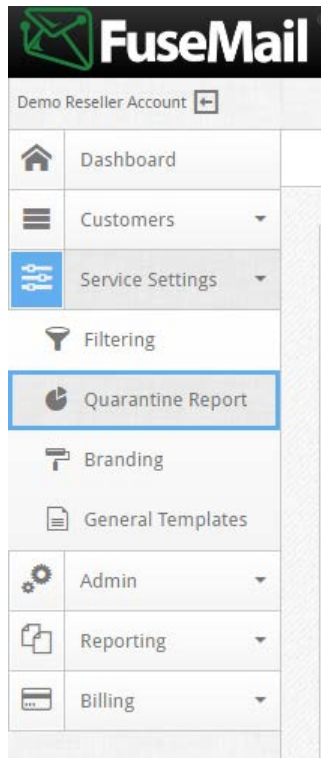 FuseMail
Demo Reseller Account
Dashboard
Customers
Service Settings
Filtering
Quarantine Report
Branding
General Templates
Admin
Reporting
Billing